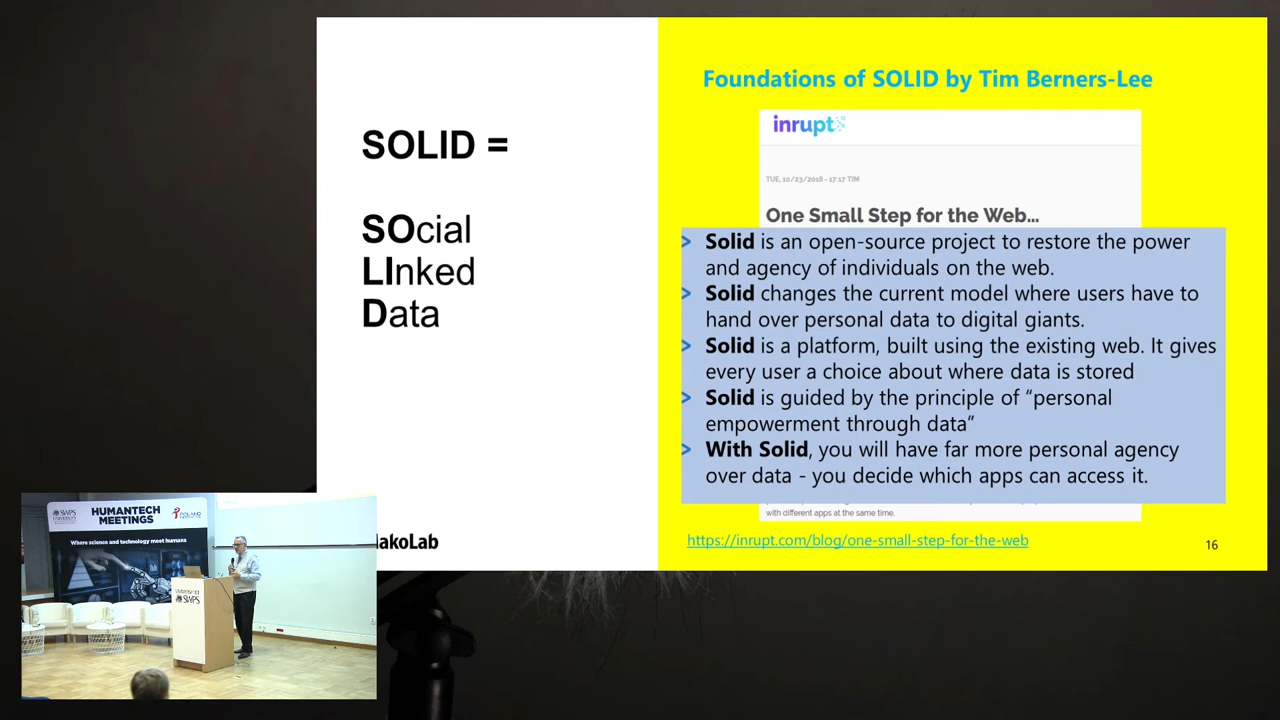 SOLID =
SOcial
LInked
Data
akoLab
Foundations of SOLID by Tim Berners-Lee
inrupt
TUE, 10/23/2018 - 17:17 TIM
One Small Step for the Web...
> Solid is an open-source project to restore the power
and agency of individuals on the web.
> Solid changes the current model where users have to
hand over personal data to digital giants.
> Solid is a platform, built using the existing web. It gives
every user a choice about where data is stored
> Solid is guided by the principle of “personal
empowerment through data”
> With Solid, you will have far more personal agency
over data - you decide which apps can access it.
with different apps at the same time.
https://inrupt.com/blog/one-small-step-for-the-web
16
SWPS
UNIVERSITY
HUMANTECH
MEETINGS
POLAND
Where science and technology meet humans
UNIWERSYTET
SWPS